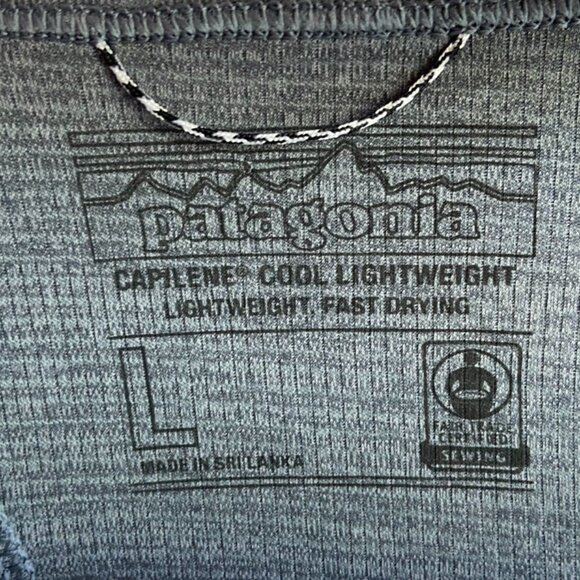 patagonia
CAPILENE® COOL LIGHTWEIGHT
LIGHTWEIGHT, FAST DRYING
L
MADE IN SRI LANKA
FAIR TRADE
CERTIFIED
SEWING